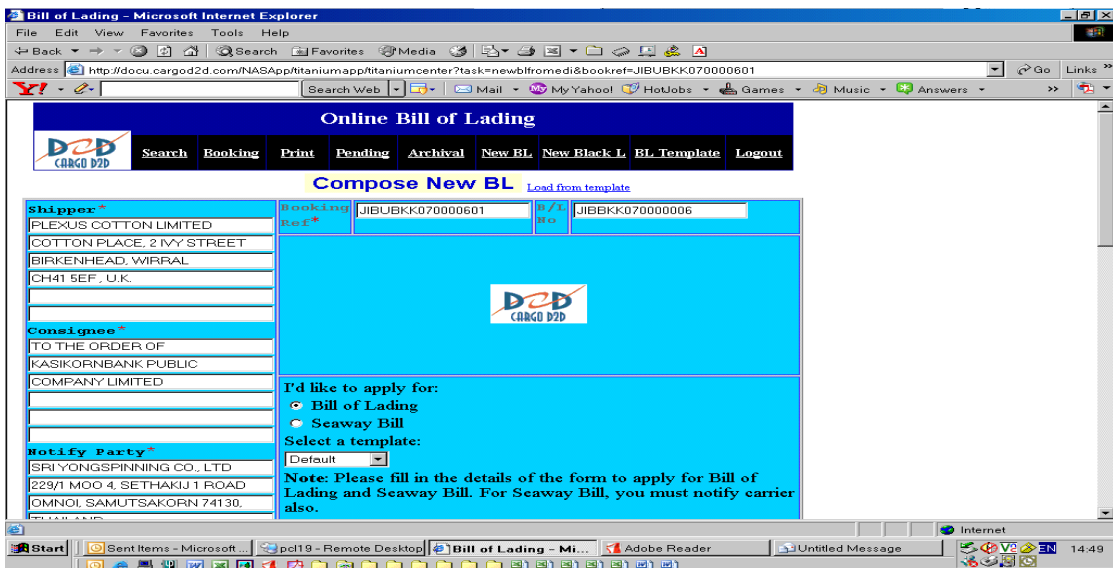 Bill of Lading - Microsoft Internet Explorer
File Edit View Favorites Tools Help
Back Search Favorites Media
Address http://docu.cargod2d.com/NASApp/titaniumapp/titaniumcenter?task=newblfromedi&bookref=JIBUBKK070000601 Go Links »
Y! Search Web Mail My Yahoo! HotJobs Games Music Answers »
Online Bill of Lading
DCD CARGO D2D Search Booking Print Pending Archival New BL New Black L BL Template Logout
Compose New BL Load from template
Shipper*
PLEXUS COTTON LIMITED
COTTON PLACE, 2 IVY STREET
BIRKENHEAD, WIRRAL
CH41 5EF, U.K.
Consignee*
TO THE ORDER OF
KASIKORNBANK PUBLIC
COMPANY LIMITED
Notify Party*
SRI YONGSPINNING CO., LTD
229/1 MOO 4, SETHAKIJ 1 ROAD
OMNOI, SAMUTSAKORN 74130,
THAILAND
Booking Ref* JIBUBKK070000601 B/L No JIBBKK070000006
DCD
CARGO D2D
I'd like to apply for:
Bill of Lading
Seaway Bill
Select a template:
Default
Note: Please fill in the details of the form to apply for Bill of
Lading and Seaway Bill. For Seaway Bill, you must notify carrier
also.
Internet
Start Sent Items - Microsoft ... pcl19 - Remote Desktop Bill of Lading - Mi... Adobe Reader Untitled Message V2 EN 14:49